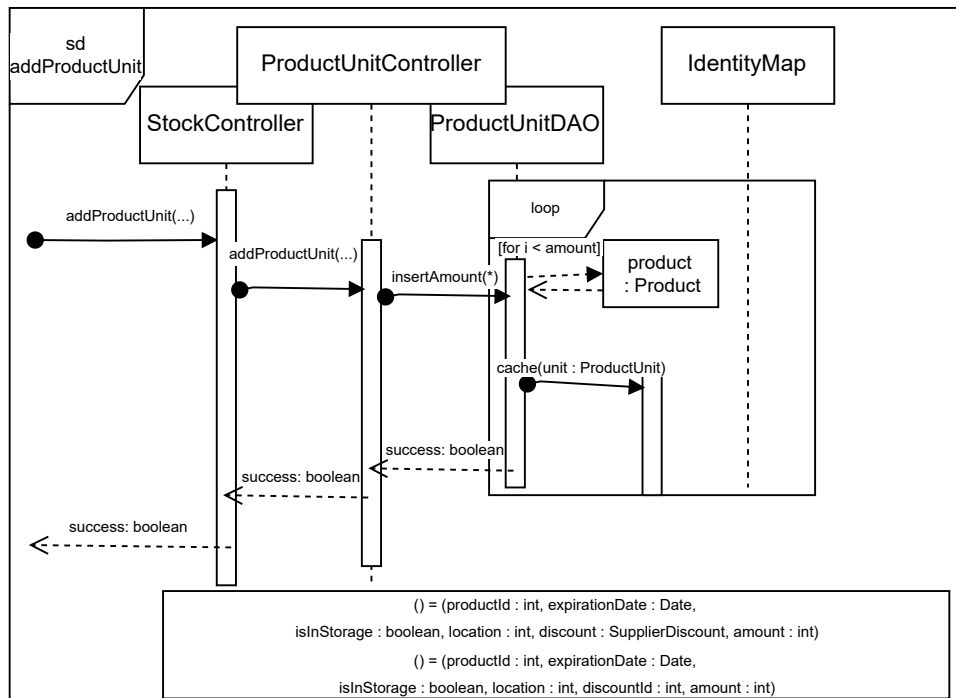 sd
addProductUnit
ProductUnitController
IdentityMap
StockController
ProductUnitDAO
loop
addProductUnit(...)
[for i < amount]
addProductUnit(...)
product
: Product
insertAmount(*)
cache(unit : ProductUnit)
success: boolean
success: boolean
success: boolean
() = (productId : int, expirationDate : Date,
isInStorage : boolean, location : int, discount : SupplierDiscount, amount : int)
() = (productId : int, expirationDate : Date,
isInStorage : boolean, location : int, discountId : int, amount : int)